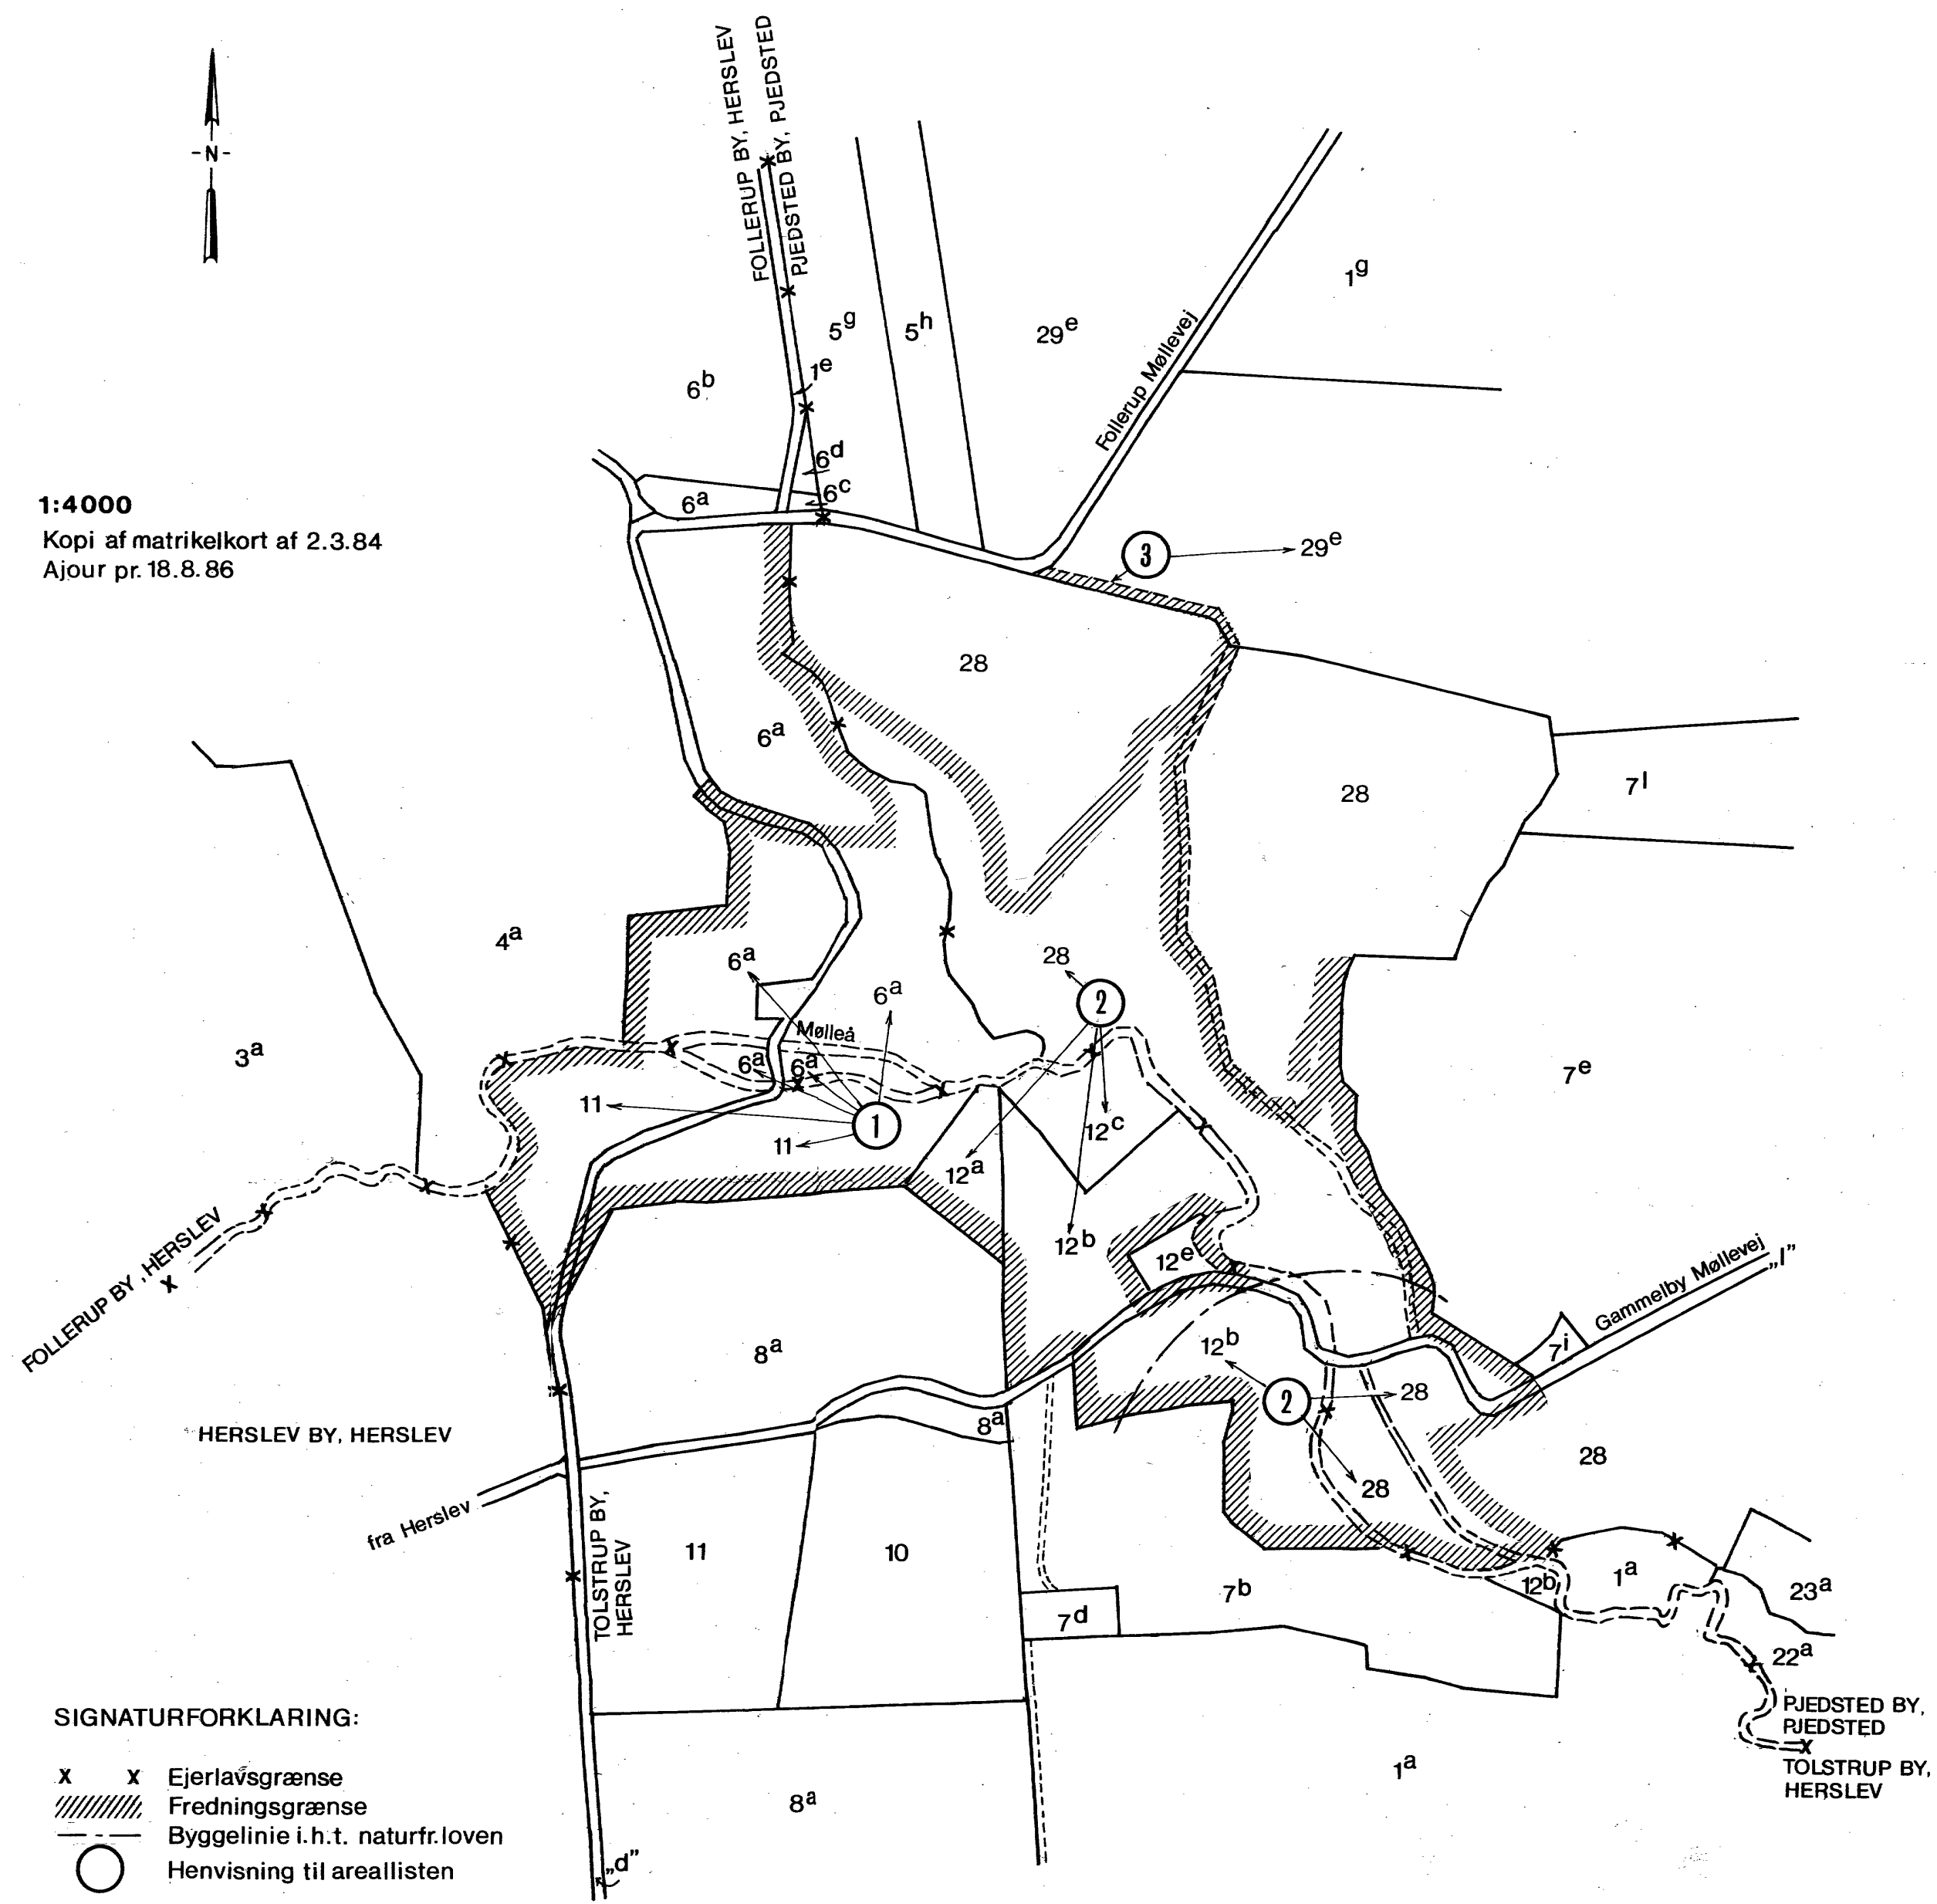 FOLLERUP BY, HERSLEV
PJEDSTED BY, PJEDSTED
-N-
1g
5g
5h
29e
Follerup Møllevej
1e
6b
6d
6c
6a
1:4000
Kopi af matrikelkort af 2.3.84
Ajour pr. 18.8.86
3
29e
28
6a
28
7l
4a
6a
28
6a
2
Mølleå
3a
6a
6a
7e
11
1
12c
11
12a
FOLLERUP BY, HERSLEV
12b
12e
Gammelby Møllevej
„l”
12b
7i
8a
2
28
8a
HERSLEV BY, HERSLEV
28
28
fra Herslev
TOLSTRUP BY,
HERSLEV
11
10
7b
12b
1a
23a
7d
22a
PJEDSTED BY,
PJEDSTED
TOLSTRUP BY,
HERSLEV
1a
8a
„d”
SIGNATURFORKLARING:
x x Ejerlavsgrænse
Fredningsgrænse
Byggelinie i.h.t. naturfr.loven
Henvisning til areallisten